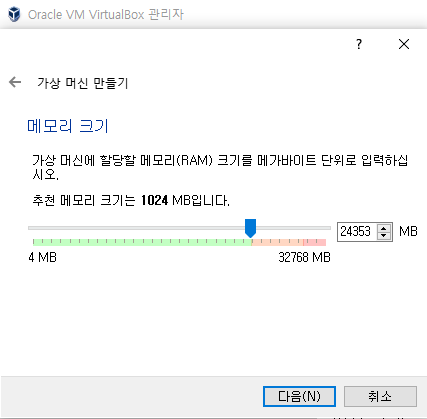 Oracle VM VirtualBox 관리자
?
가상 머신 만들기
메모리 크기
가상 머신에 할당할 메모리(RAM) 크기를 메가바이트 단위로 입력하십
시오.
추천 메모리 크기는 1024 MB입니다.
24353 MB
4 MB 32768 MB
다음(N) 취소